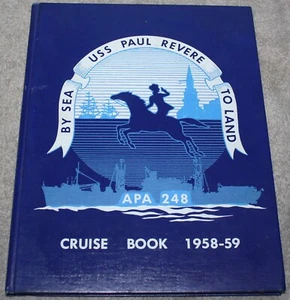 BY SEA
USS PAUL REVERE
TO LAND
APA 248
CRUISE BOOK 1958-59